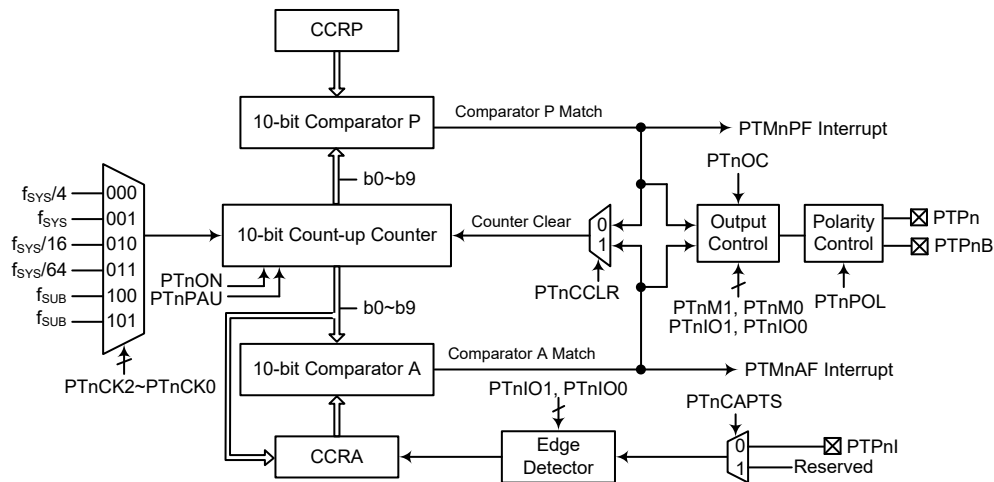 CCRP
10-bit Comparator P
Comparator P Match
PTMnPF Interrupt
b0~b9
PTnOC
fSYS/4
000
fSYS
001
fSYS/16
010
fSYS/64
011
fSUB
100
fSUB
101
10-bit Count-up Counter
Counter Clear
0
1
Output
Control
Polarity
Control
PTPn
PTPnB
PTnON
PTnPAU
PTnCCLR
PTnM1, PTnM0
PTnIO1, PTnIO0
PTnPOL
b0~b9
PTnCK2~PTnCK0
10-bit Comparator A
Comparator A Match
PTMnAF Interrupt
PTnIO1, PTnIO0
PTnCAPTS
CCRA
Edge
Detector
0
1
PTPnI
Reserved